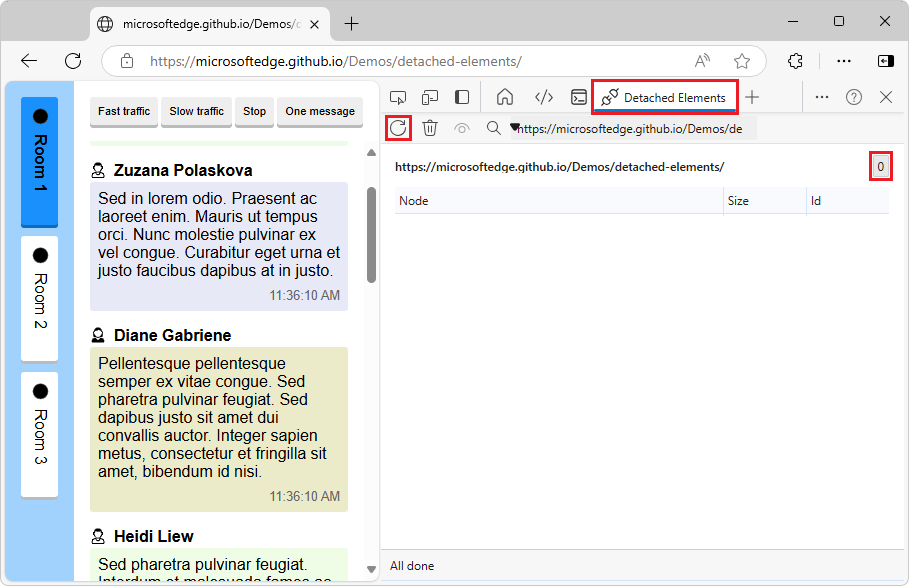 microsoftedge.github.io/Demos/c
https://microsoftedge.github.io/Demos/detached-elements/
Room 1
Room 2
Room 3
Fast traffic
Slow traffic
Stop
One message
Zuzana Polaskova
Sed in lorem odio. Praesent ac
laoreet enim. Mauris ut tempus
orci. Nunc molestie pulvinar ex
vel congue. Curabitur eget urna et
justo faucibus dapibus at in justo.
11:36:10 AM
Diane Gabriene
Pellentesque pellentesque
semper ex vitae congue. Sed
pharetra pulvinar feugiat. Sed
dapibus justo sit amet dui
convallis auctor. Integer sapien
metus, consectetur et fringilla sit
amet, bibendum id nisi.
11:36:10 AM
Heidi Liew
Sed pharetra pulvinar feugiat.
Interdum et malesuada fames ac
Detached Elements
https://microsoftedge.github.io/Demos/de
https://microsoftedge.github.io/Demos/detached-elements/
0
Node
Size
Id
All done